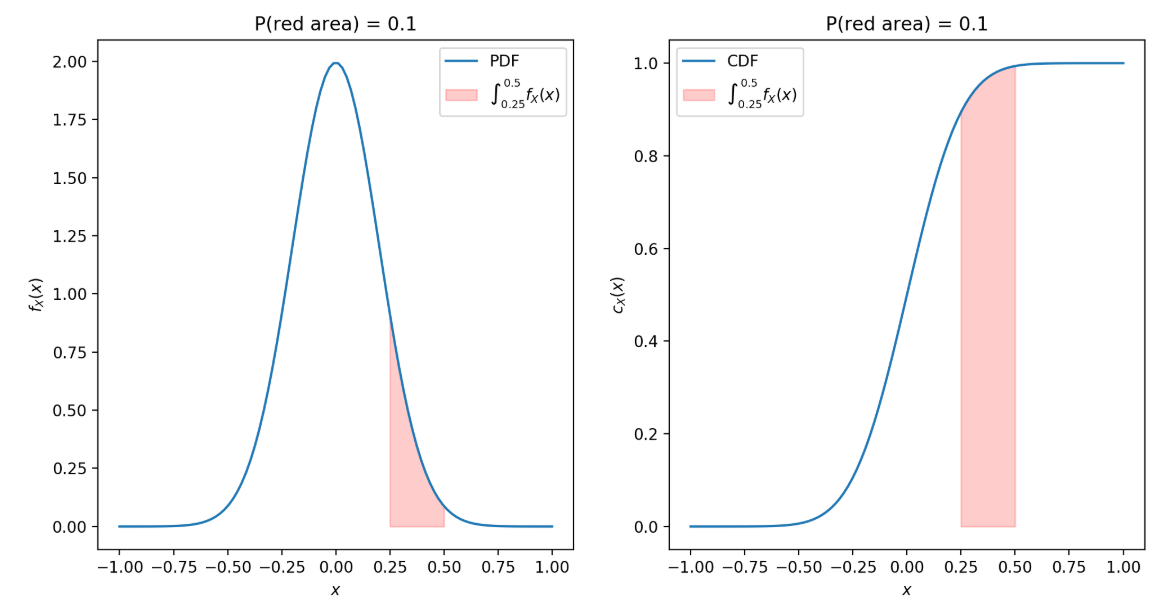 P(red area) = 0.1
2.00
1.75
1.50
1.25
1.00
0.75
0.50
0.25
0.00
f_X(x)
PDF
∫_{0.25}^{0.5} f_X(x)
−1.00 −0.75 −0.50 −0.25 0.00 0.25 0.50 0.75 1.00
x
P(red area) = 0.1
1.0
0.8
0.6
0.4
0.2
0.0
c_X(x)
CDF
∫_{0.25}^{0.5} f_X(x)
−1.00 −0.75 −0.50 −0.25 0.00 0.25 0.50 0.75 1.00
x